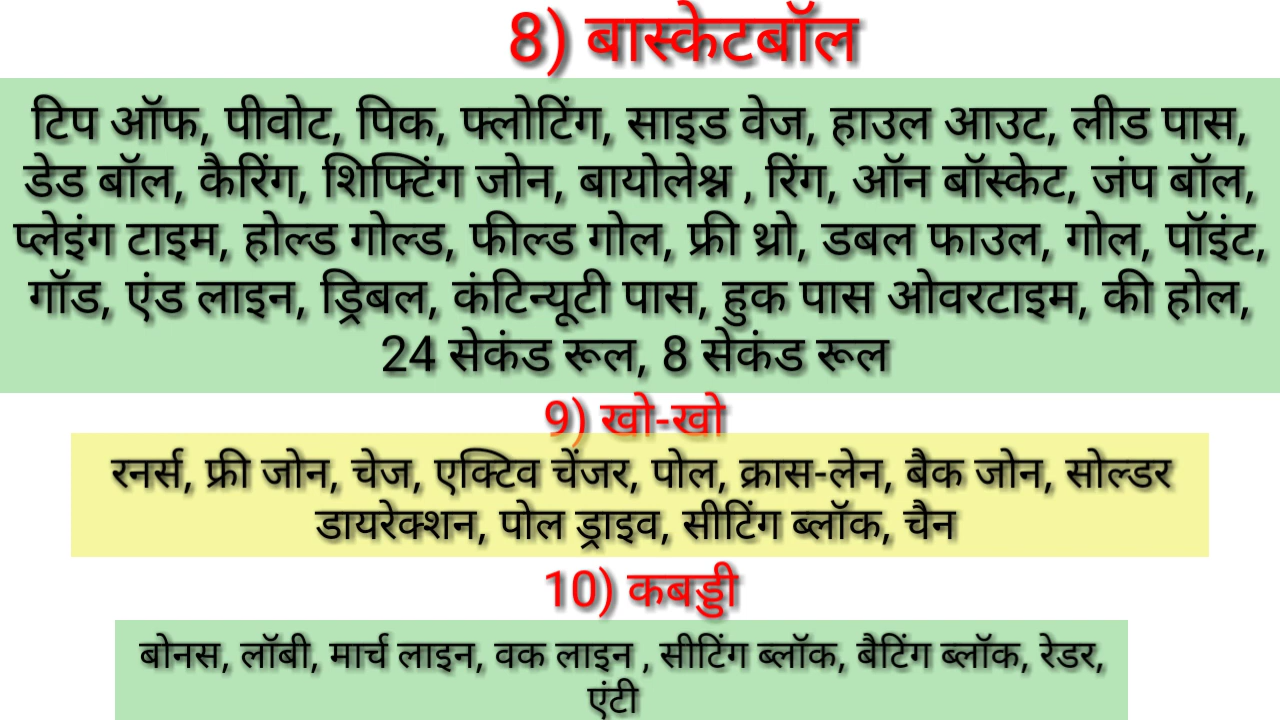 8) बास्केटबॉल
टिप ऑफ, पीवोट, पिक, फ्लोटिंग, साइड वेज, हाउल आउट, लीड पास,
डेड बॉल, कैरिंग, शिफ्टिंग जोन, बायोलेश्न , रिंग, ऑन बॉस्केट, जंप बॉल,
प्लेइंग टाइम, होल्ड गोल्ड, फील्ड गोल, फ्री थ्रो, डबल फाउल, गोल, पॉइंट,
गॉड, एंड लाइन, ड्रिबल, कंटिन्यूटी पास, हुक पास ओवरटाइम, की होल,
24 सेकंड रूल, 8 सेकंड रूल
9) खो-खो
रनर्स, फ्री जोन, चेज, एक्टिव चेंजर, पोल, क्रास-लेन, बैक जोन, सोल्डर
डायरेक्शन, पोल ड्राइव, सीटिंग ब्लॉक, चैन
10) कबड्डी
बोनस, लॉबी, मार्च लाइन, वक लाइन , सीटिंग ब्लॉक, बैटिंग ब्लॉक, रेडर,
एंटी